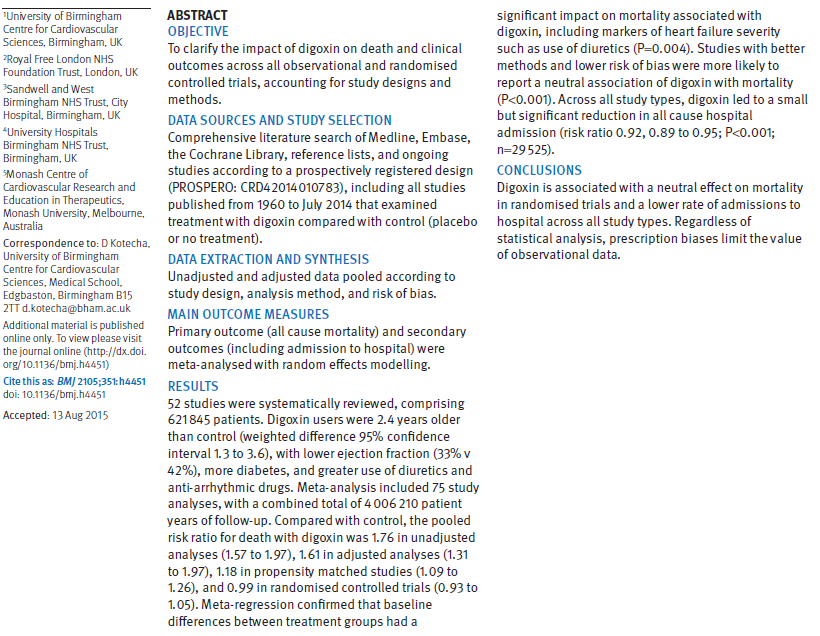 ¹University of Birmingham
Centre for Cardiovascular
Sciences, Birmingham, UK
²Royal Free London NHS
Foundation Trust, London, UK
³Sandwell and West
Birmingham NHS Trust, City
Hospital, Birmingham, UK
⁴University Hospitals
Birmingham NHS Trust,
Birmingham, UK
⁵Monash Centre of
Cardiovascular Research and
Education in Therapeutics,
Monash University, Melbourne,
Australia
Correspondence to: D Kotecha,
University of Birmingham
Centre for Cardiovascular
Sciences, Medical School,
Edgbaston, Birmingham B15
2TT d.kotecha@bham.ac.uk
Additional material is published
online only. To view please visit
the journal online (http://dx.doi.
org/10.1136/bmj.h4451)
Cite this as: BMJ 2105;351:h4451
doi: 10.1136/bmj.h4451
Accepted: 13 Aug 2015
ABSTRACT
OBJECTIVE
To clarify the impact of digoxin on death and clinical
outcomes across all observational and randomised
controlled trials, accounting for study designs and
methods.
DATA SOURCES AND STUDY SELECTION
Comprehensive literature search of Medline, Embase,
the Cochrane Library, reference lists, and ongoing
studies according to a prospectively registered design
(PROSPERO: CRD42014010783), including all studies
published from 1960 to July 2014 that examined
treatment with digoxin compared with control (placebo
or no treatment).
DATA EXTRACTION AND SYNTHESIS
Unadjusted and adjusted data pooled according to
study design, analysis method, and risk of bias.
MAIN OUTCOME MEASURES
Primary outcome (all cause mortality) and secondary
outcomes (including admission to hospital) were
meta-analysed with random effects modelling.
RESULTS
52 studies were systematically reviewed, comprising
621 845 patients. Digoxin users were 2.4 years older
than control (weighted difference 95% confidence
interval 1.3 to 3.6), with lower ejection fraction (33% v
42%), more diabetes, and greater use of diuretics and
anti-arrhythmic drugs. Meta-analysis included 75 study
analyses, with a combined total of 4 006 210 patient
years of follow-up. Compared with control, the pooled
risk ratio for death with digoxin was 1.76 in unadjusted
analyses (1.57 to 1.97), 1.61 in adjusted analyses (1.31
to 1.97), 1.18 in propensity matched studies (1.09 to
1.26), and 0.99 in randomised controlled trials (0.93 to
1.05). Meta-regression confirmed that baseline
differences between treatment groups had a
significant impact on mortality associated with
digoxin, including markers of heart failure severity
such as use of diuretics (P=0.004). Studies with better
methods and lower risk of bias were more likely to
report a neutral association of digoxin with mortality
(P<0.001). Across all study types, digoxin led to a small
but significant reduction in all cause hospital
admission (risk ratio 0.92, 0.89 to 0.95; P<0.001;
n=29 525).
CONCLUSIONS
Digoxin is associated with a neutral effect on mortality
in randomised trials and a lower rate of admissions to
hospital across all study types. Regardless of
statistical analysis, prescription biases limit the value
of observational data.